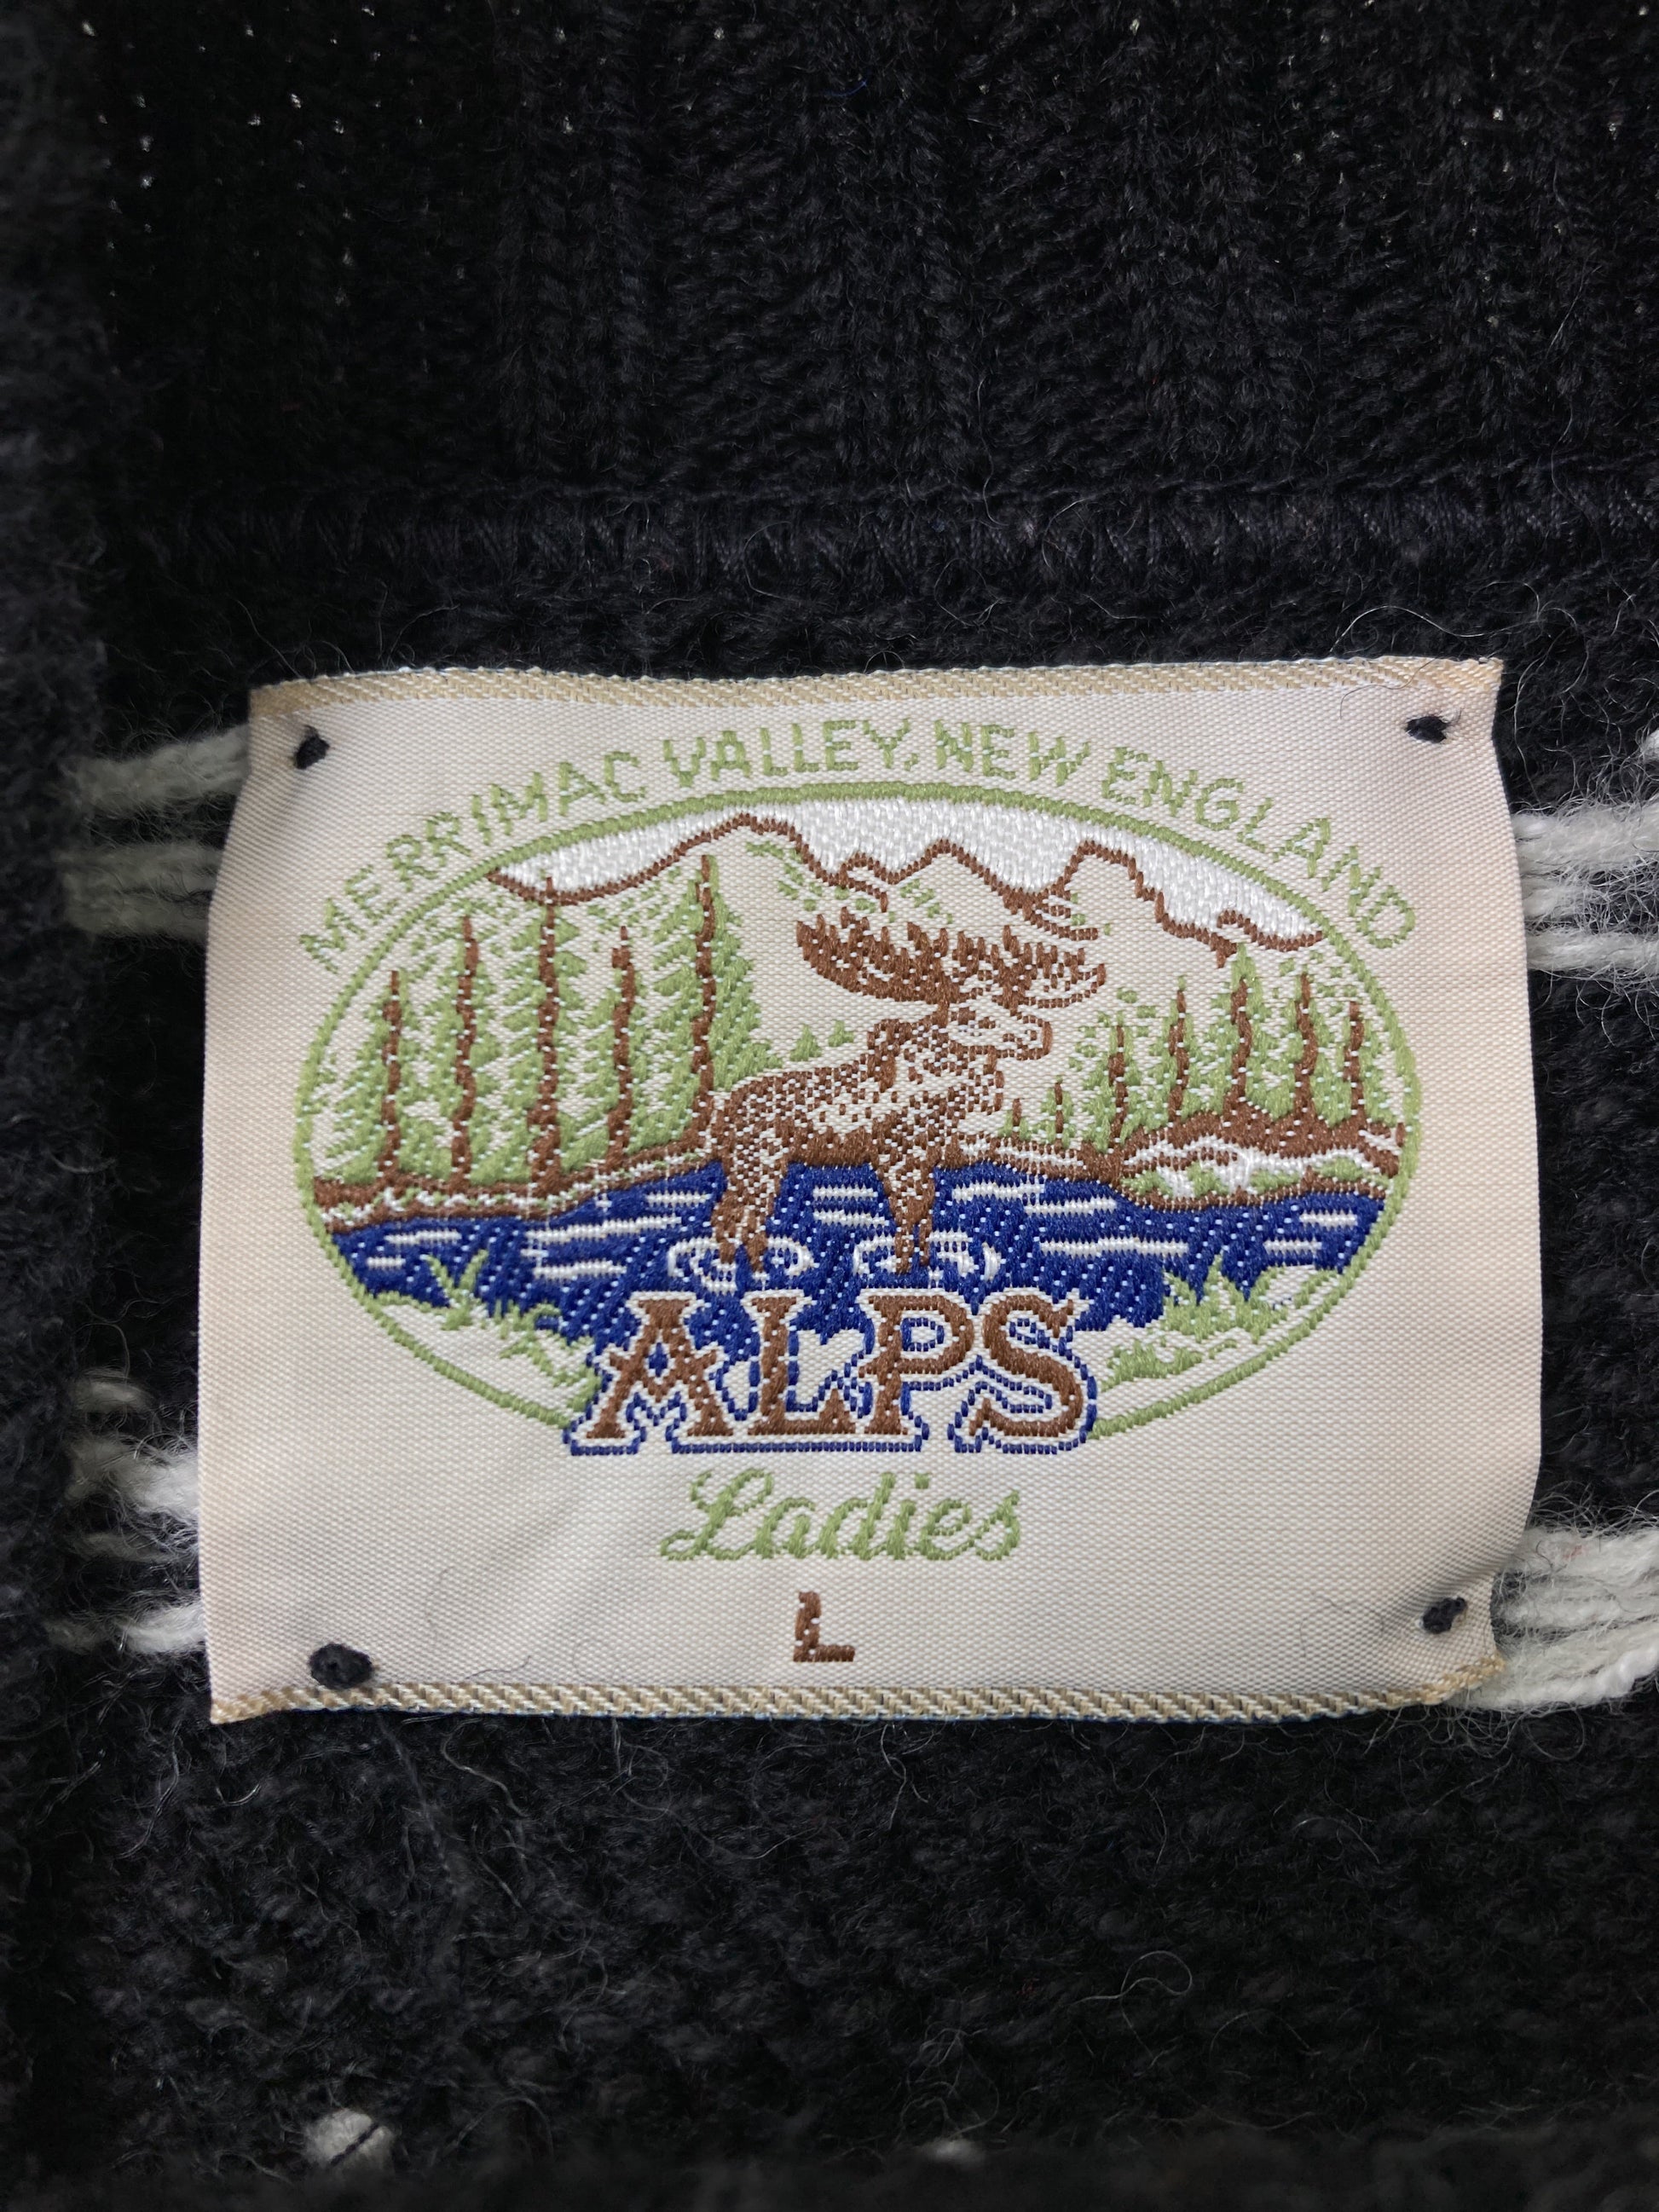 MERRIMAC VALLEY, NEW ENGLAND
ALPS
Ladies
L